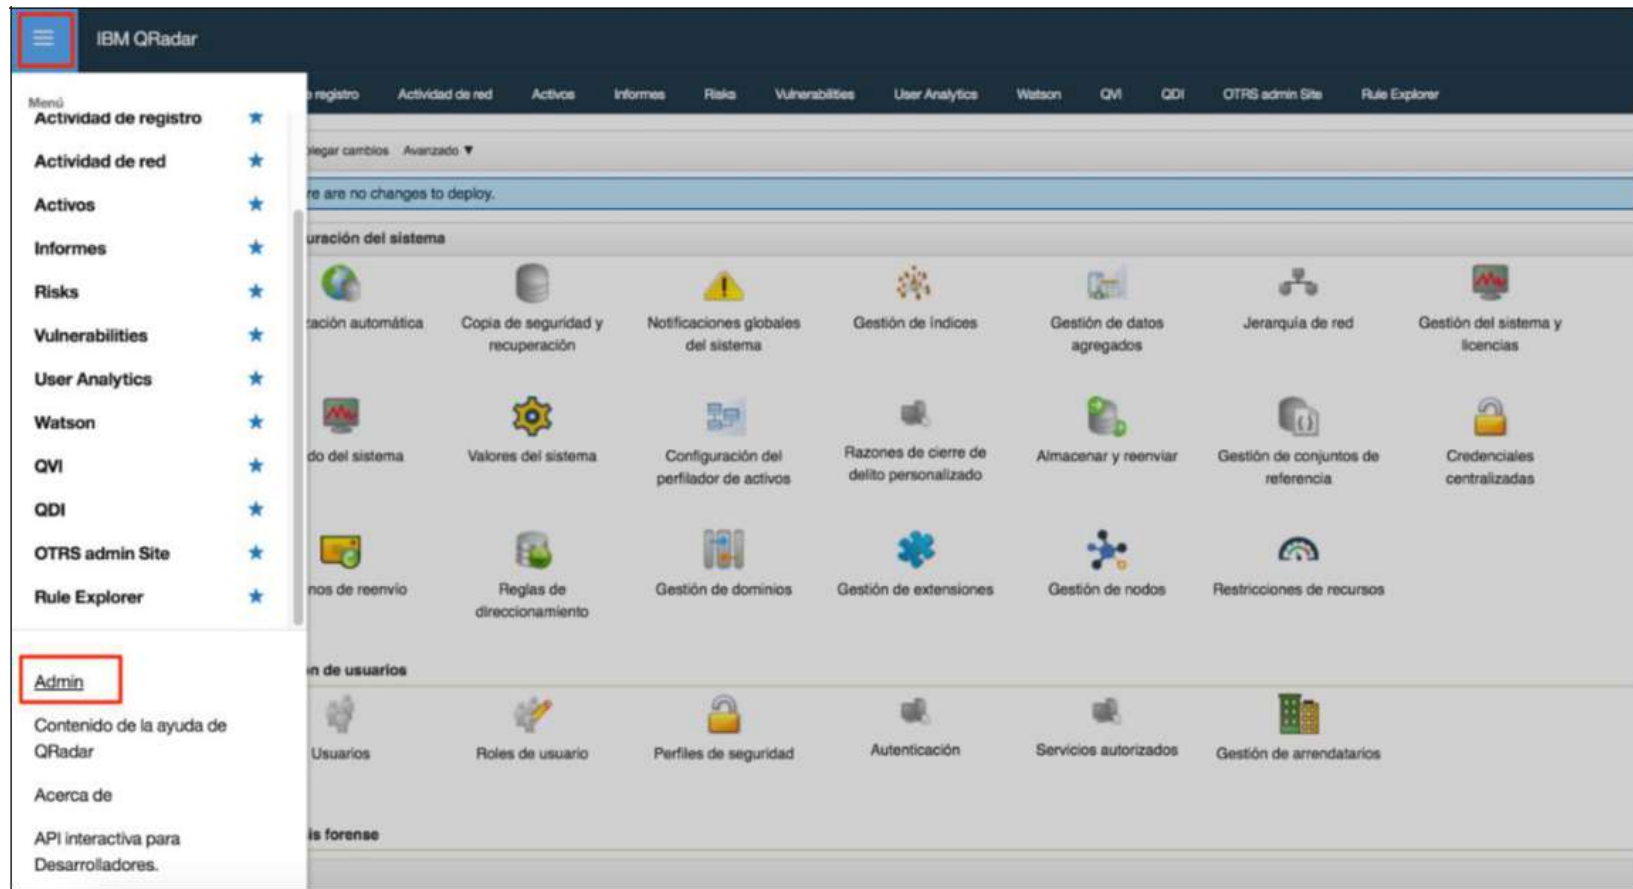 IBM QRadar
Menú
registro Actividad de red Activos Informes Risks Vulnerabilities User Analytics Watson QVI QDI OTRS admin Site Rule Explorer
Actividad de registro
Actividad de red
Activos
Informes
Risks
Vulnerabilities
User Analytics
Watson
QVI
QDI
OTRS admin Site
Rule Explorer
Admin
Contenido de la ayuda de
QRadar
Acerca de
API interactiva para
Desarrolladores.
legar cambios Avanzado ▼
re are no changes to deploy.
uración del sistema
zación automática Copia de seguridad y Notificaciones globales Gestión de índices Gestión de datos Jerarquía de red Gestión del sistema y
recuperación del sistema agregados licencias
do del sistema Valores del sistema Configuración del Razones de cierre de Almacenar y reenviar Gestión de conjuntos de Credenciales
perfilador de activos delito personalizado referencia centralizadas
nos de reenvío Reglas de Gestión de dominios Gestión de extensiones Gestión de nodos Restricciones de recursos
direccionamiento
n de usuarios
Usuarios Roles de usuario Perfiles de seguridad Autenticación Servicios autorizados Gestión de arrendatarios
is forense